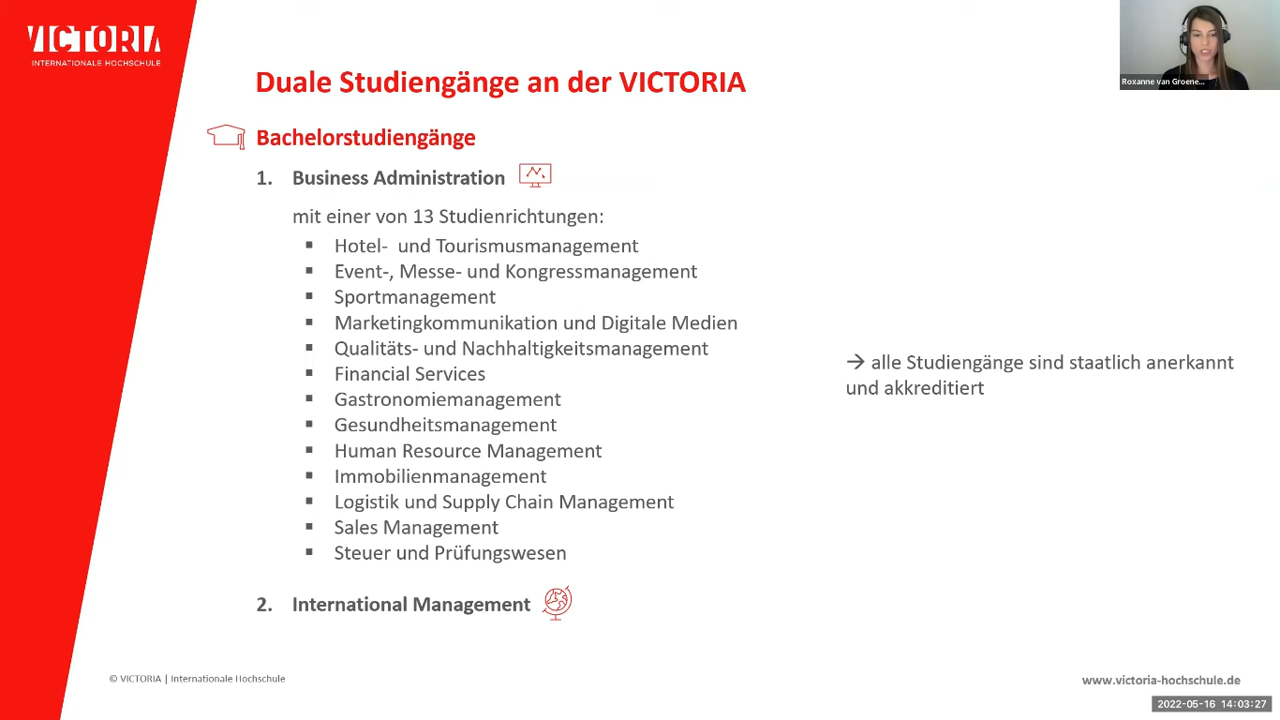 VICTORIA
INTERNATIONALE HOCHSCHULE
Duale Studiengänge an der VICTORIA
Roxanne van Groene...
Bachelorstudiengänge
1. Business Administration
mit einer von 13 Studienrichtungen:
▪ Hotel- und Tourismusmanagement
▪ Event-, Messe- und Kongressmanagement
▪ Sportmanagement
▪ Marketingkommunikation und Digitale Medien
▪ Qualitäts- und Nachhaltigkeitsmanagement
▪ Financial Services
▪ Gastronomiemanagement
▪ Gesundheitsmanagement
▪ Human Resource Management
▪ Immobilienmanagement
▪ Logistik und Supply Chain Management
▪ Sales Management
▪ Steuer und Prüfungswesen
→ alle Studiengänge sind staatlich anerkannt
und akkreditiert
2. International Management
© VICTORIA | Internationale Hochschule
www.victoria-hochschule.de
2022-05-16 14:03:27